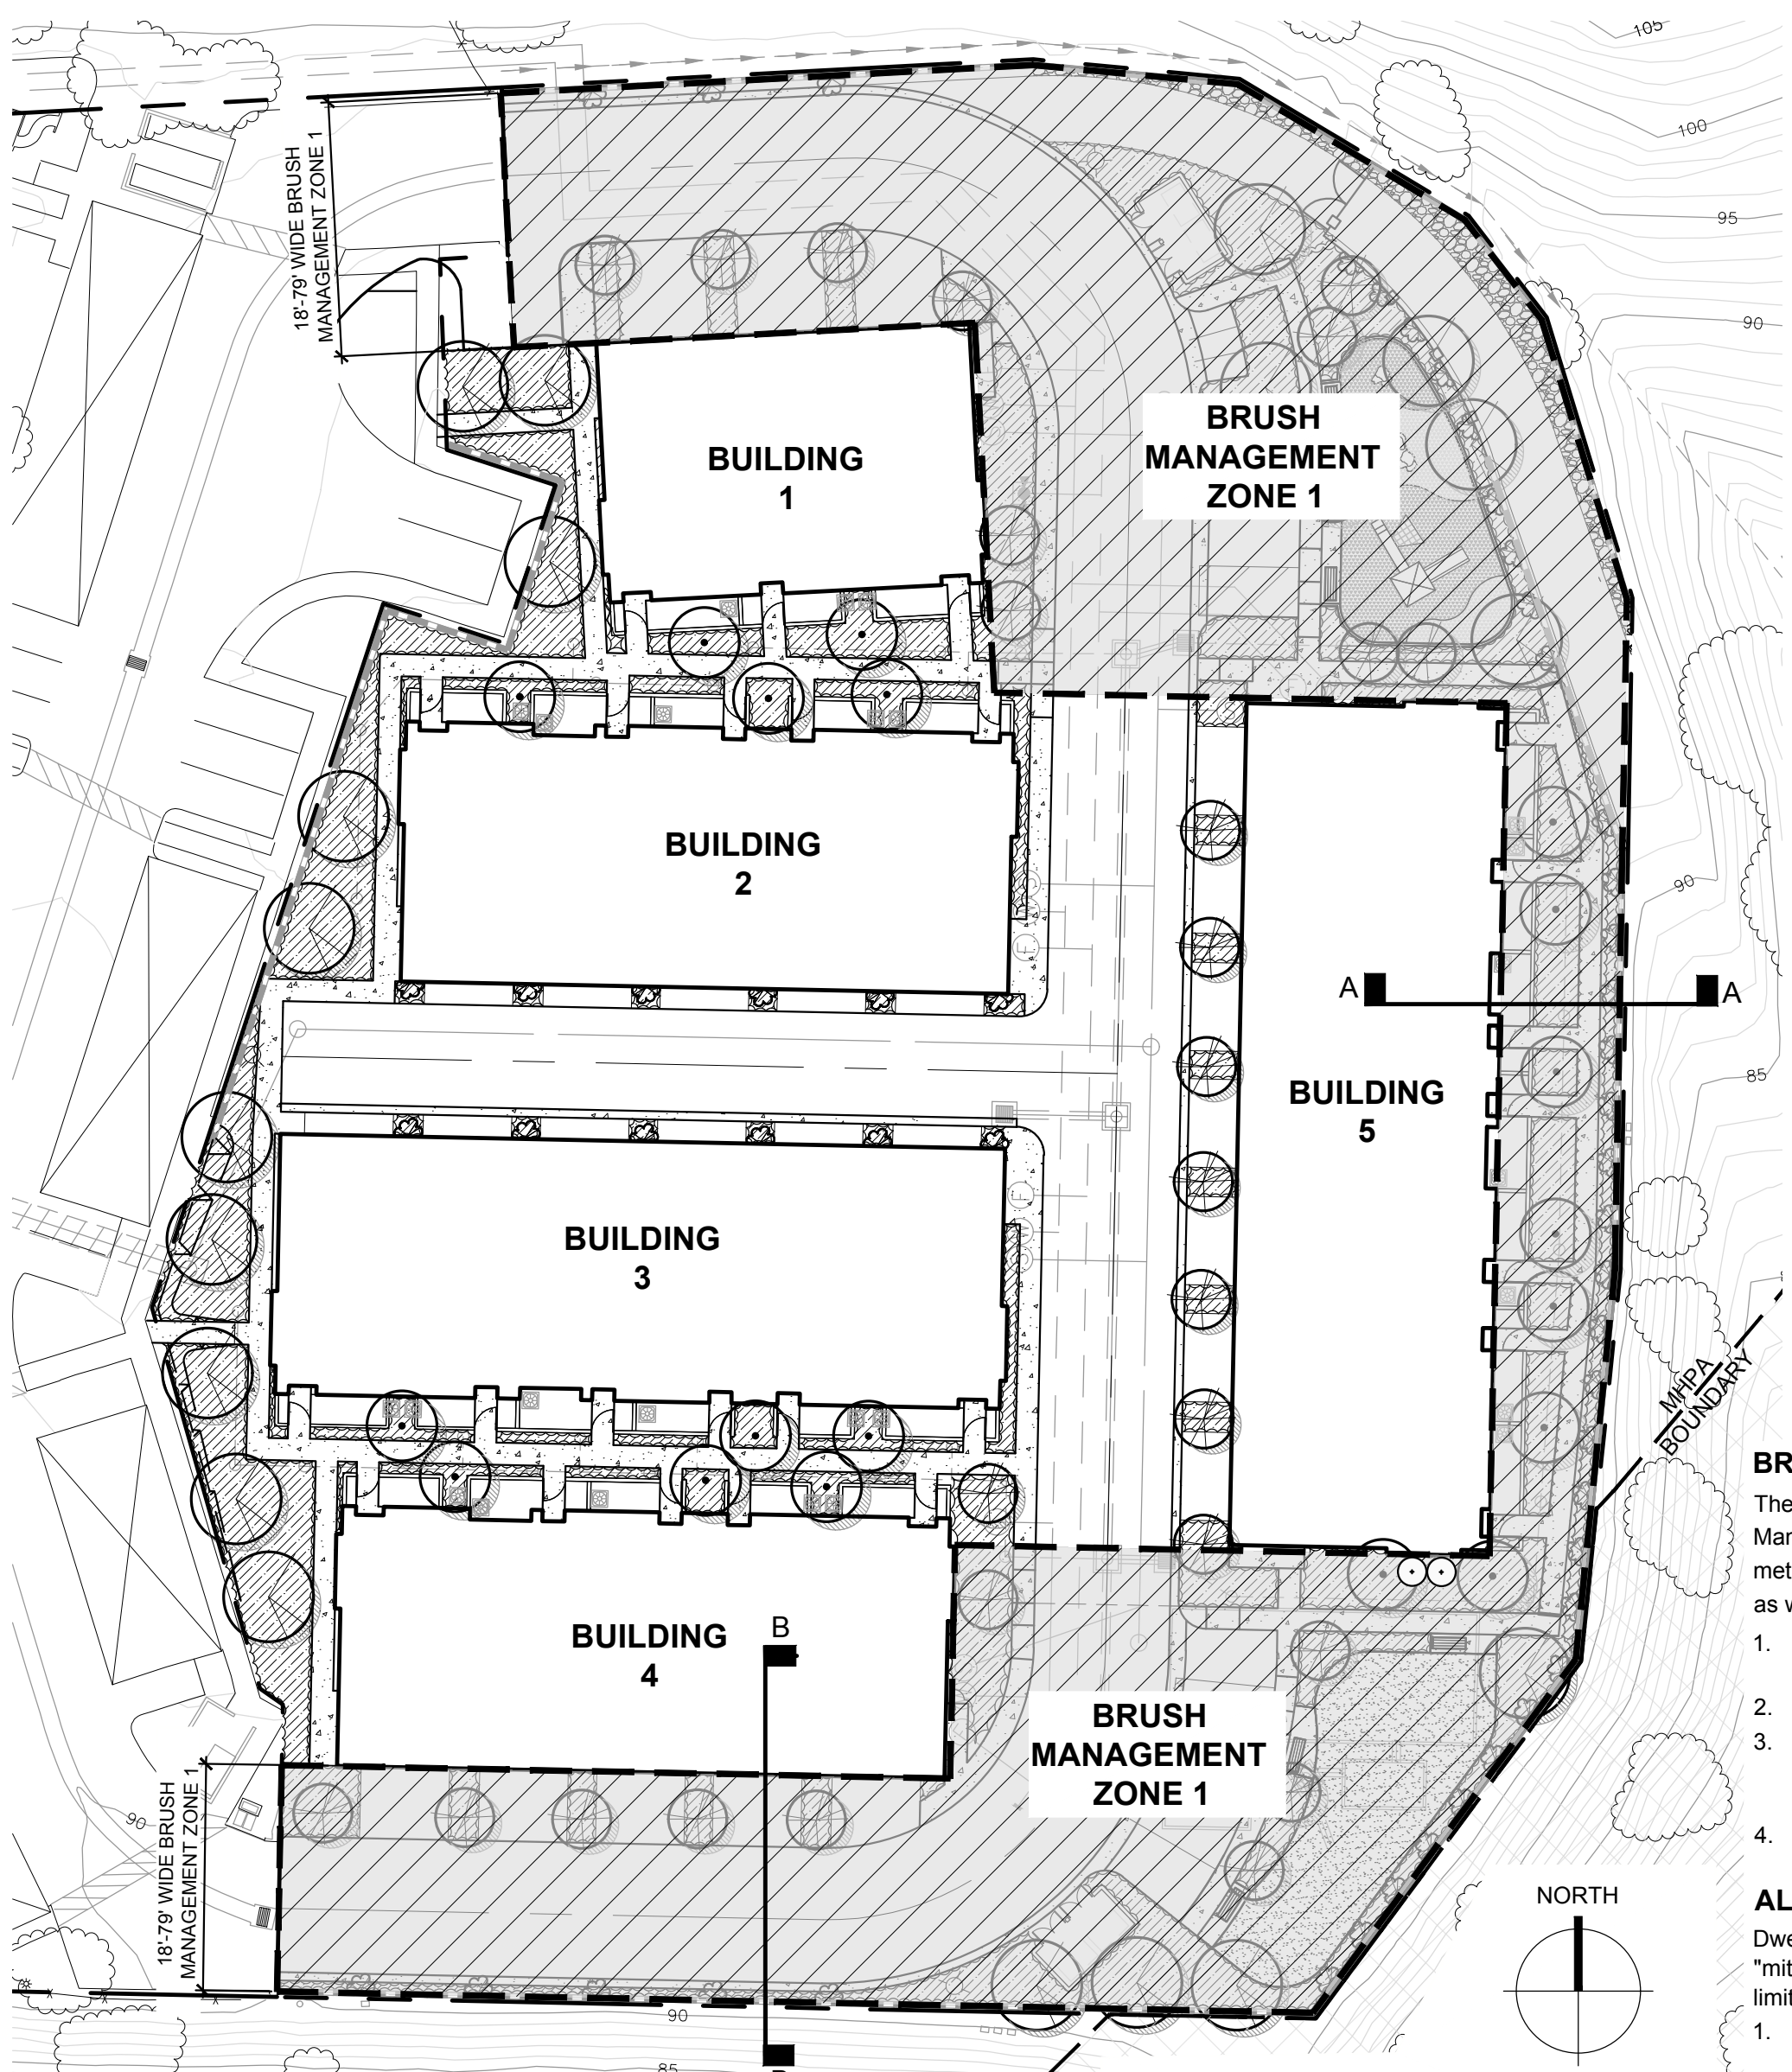 105
100
95
90
18'-79' WIDE BRUSH
MANAGEMENT ZONE 1
BRUSH
MANAGEMENT
ZONE 1
BUILDING
1
BUILDING
2
90
A
A
85
BUILDING
5
BUILDING
3
MHPA
BOUNDARY
BR
The
Mar
met
as w
1.
2.
3.
4.
BUILDING
4
B
BRUSH
MANAGEMENT
ZONE 1
18'-79' WIDE BRUSH
MANAGEMENT ZONE 1
90
NORTH
AL
Dwe
"mit
limit
1.
90
85